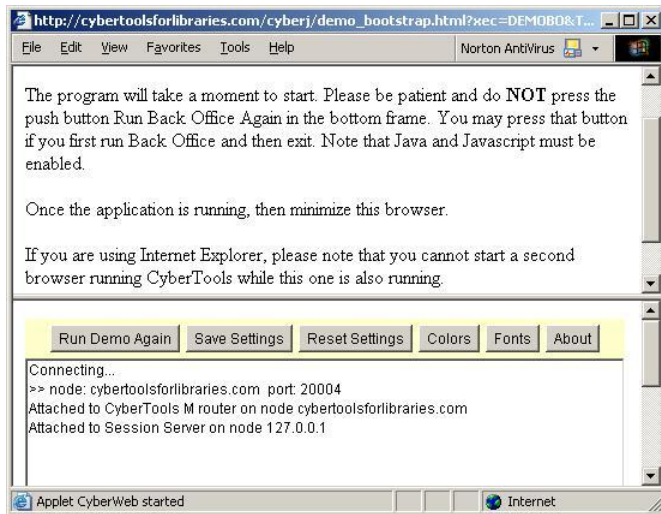 http://cybertoolsforlibraries.com/cyberj/demo_bootstrap.html?xec=DEMOBO&T...
File Edit View Favorites Tools Help Norton AntiVirus
The program will take a moment to start. Please be patient and do NOT press the
push button Run Back Office Again in the bottom frame. You may press that button
if you first run Back Office and then exit. Note that Java and Javascript must be
enabled.
Once the application is running, then minimize this browser.
If you are using Internet Explorer, please note that you cannot start a second
browser running CyberTools while this one is also running.
Run Demo Again Save Settings Reset Settings Colors Fonts About
Connecting...
>> node: cybertoolsforlibraries.com port: 20004
Attached to CyberTools M router on node cybertoolsforlibraries.com
Attached to Session Server on node 127.0.0.1
Applet CyberWeb started Internet